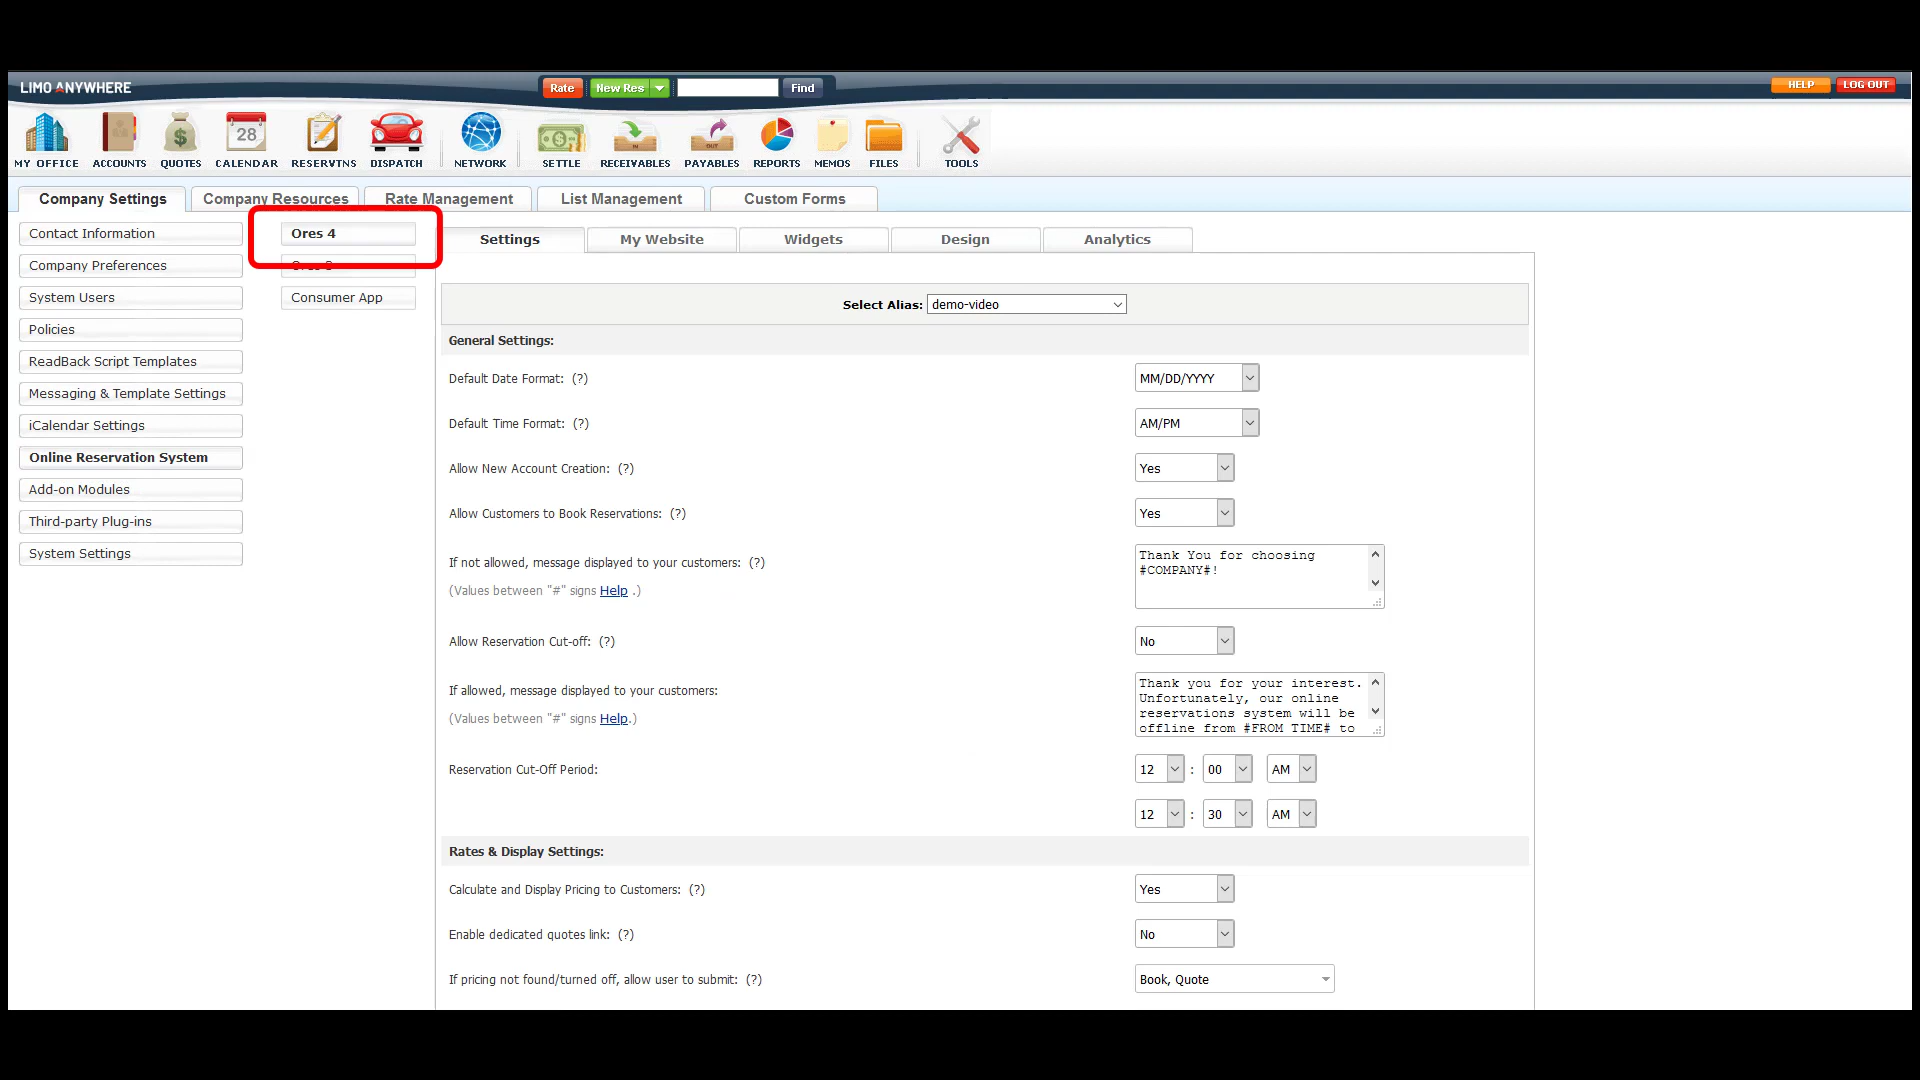 LIMO ANYWHERE
Rate
New Res
Find
HELP
LOG OUT
28
IN
OUT
MY OFFICE
ACCOUNTS
QUOTES
CALENDAR
RESERVTNS
DISPATCH
NETWORK
SETTLE
RECEIVABLES
PAYABLES
REPORTS
MEMOS
FILES
TOOLS
Company Settings
Company Resources
Rate Management
List Management
Custom Forms
Contact Information
Company Preferences
System Users
Policies
ReadBack Script Templates
Messaging & Template Settings
iCalendar Settings
Online Reservation System
Add-on Modules
Third-party Plug-ins
System Settings
Ores 4
Consumer App
Settings
My Website
Widgets
Design
Analytics
Select Alias: demo-video
General Settings:
Default Date Format: (?)
MM/DD/YYYY
Default Time Format: (?)
AM/PM
Allow New Account Creation: (?)
Yes
Allow Customers to Book Reservations: (?)
Yes
If not allowed, message displayed to your customers: (?)
(Values between "#" signs Help .)
Thank You for choosing
#COMPANY#!
Allow Reservation Cut-off: (?)
No
If allowed, message displayed to your customers:
(Values between "#" signs Help.)
Thank you for your interest.
Unfortunately, our online
reservations system will be
offline from #FROM TIME# to
Reservation Cut-Off Period:
12 : 00 AM
12 : 30 AM
Rates & Display Settings:
Calculate and Display Pricing to Customers: (?)
Yes
Enable dedicated quotes link: (?)
No
If pricing not found/turned off, allow user to submit: (?)
Book, Quote